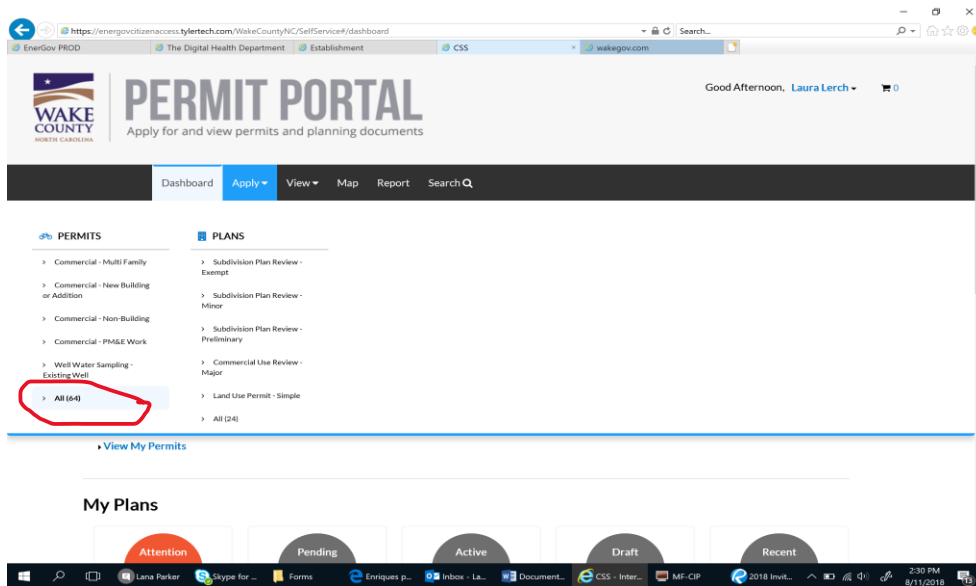 https://energovcitizenaccess.tylertech.com/WakeCountyNC/SelfService#/dashboard
Search...
EnerGov PROD
The Digital Health Department
Establishment
CSS
wakegov.com
WAKE
COUNTY
NORTH CAROLINA
PERMIT PORTAL
Apply for and view permits and planning documents
Good Afternoon, Laura Lerch
0
Dashboard Apply View Map Report Search
PERMITS
Commercial - Multi Family
Commercial - New Building
or Addition
Commercial - Non-Building
Commercial - PM&E Work
Well Water Sampling -
Existing Well
All (64)
PLANS
Subdivision Plan Review -
Exempt
Subdivision Plan Review -
Minor
Subdivision Plan Review -
Preliminary
Commercial Use Review -
Major
Land Use Permit - Simple
All (24)
View My Permits
My Plans
Attention
Pending
Active
Draft
Recent
Lana Parker
Skype for ...
Forms
Enriques p...
Inbox - La...
Document...
CSS - Inter...
MF-CIP
2018 Invit...
2:30 PM
8/11/2018